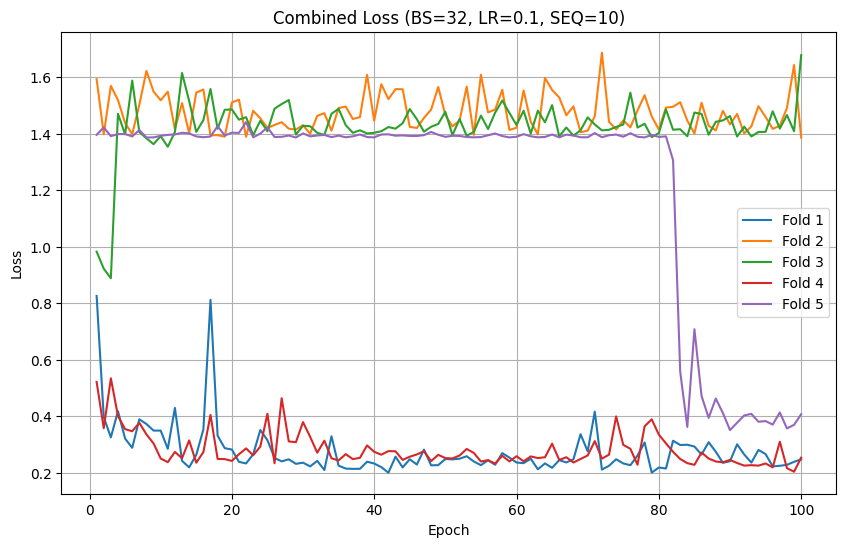 Combined Loss (BS=32, LR=0.1, SEQ=10)
Loss
1.6
1.4
1.2
1.0
0.8
0.6
0.4
0.2
Fold 1
Fold 2
Fold 3
Fold 4
Fold 5
0 20 40 60 80 100
Epoch